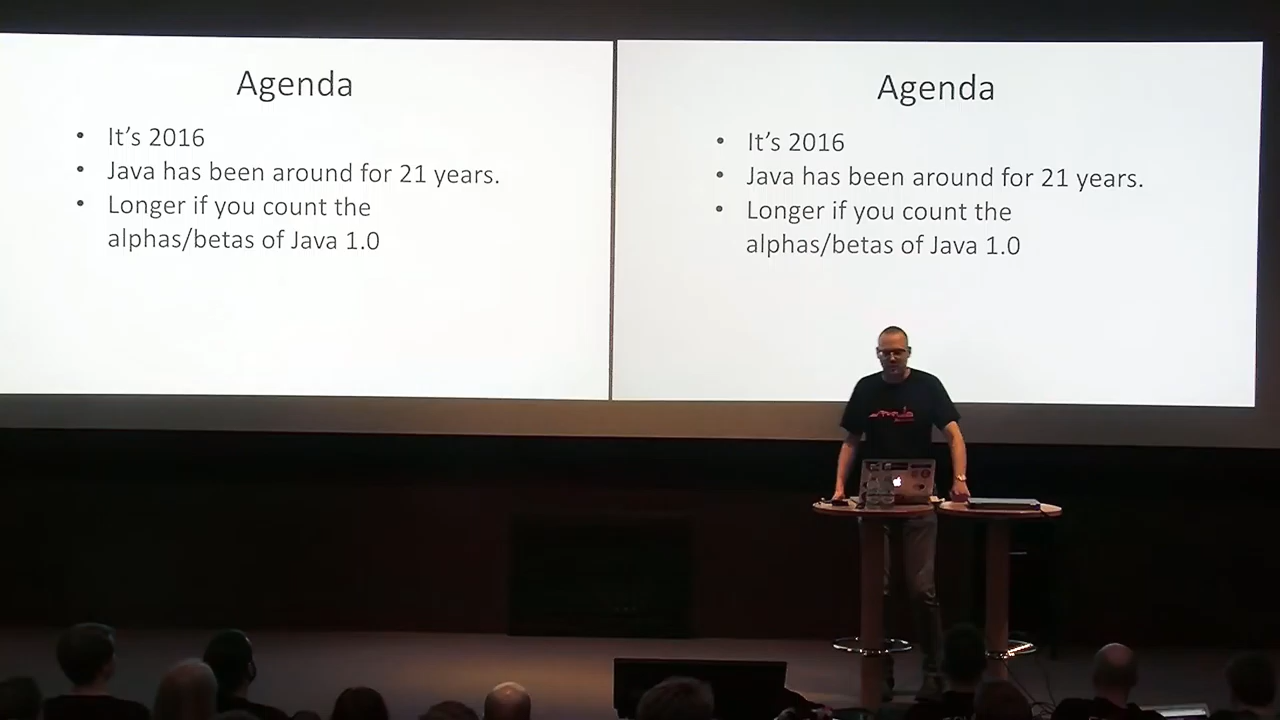 Agenda
• It's 2016
• Java has been around for 21 years.
• Longer if you count the
alphas/betas of Java 1.0
Agenda
• It's 2016
• Java has been around for 21 years.
• Longer if you count the
alphas/betas of Java 1.0